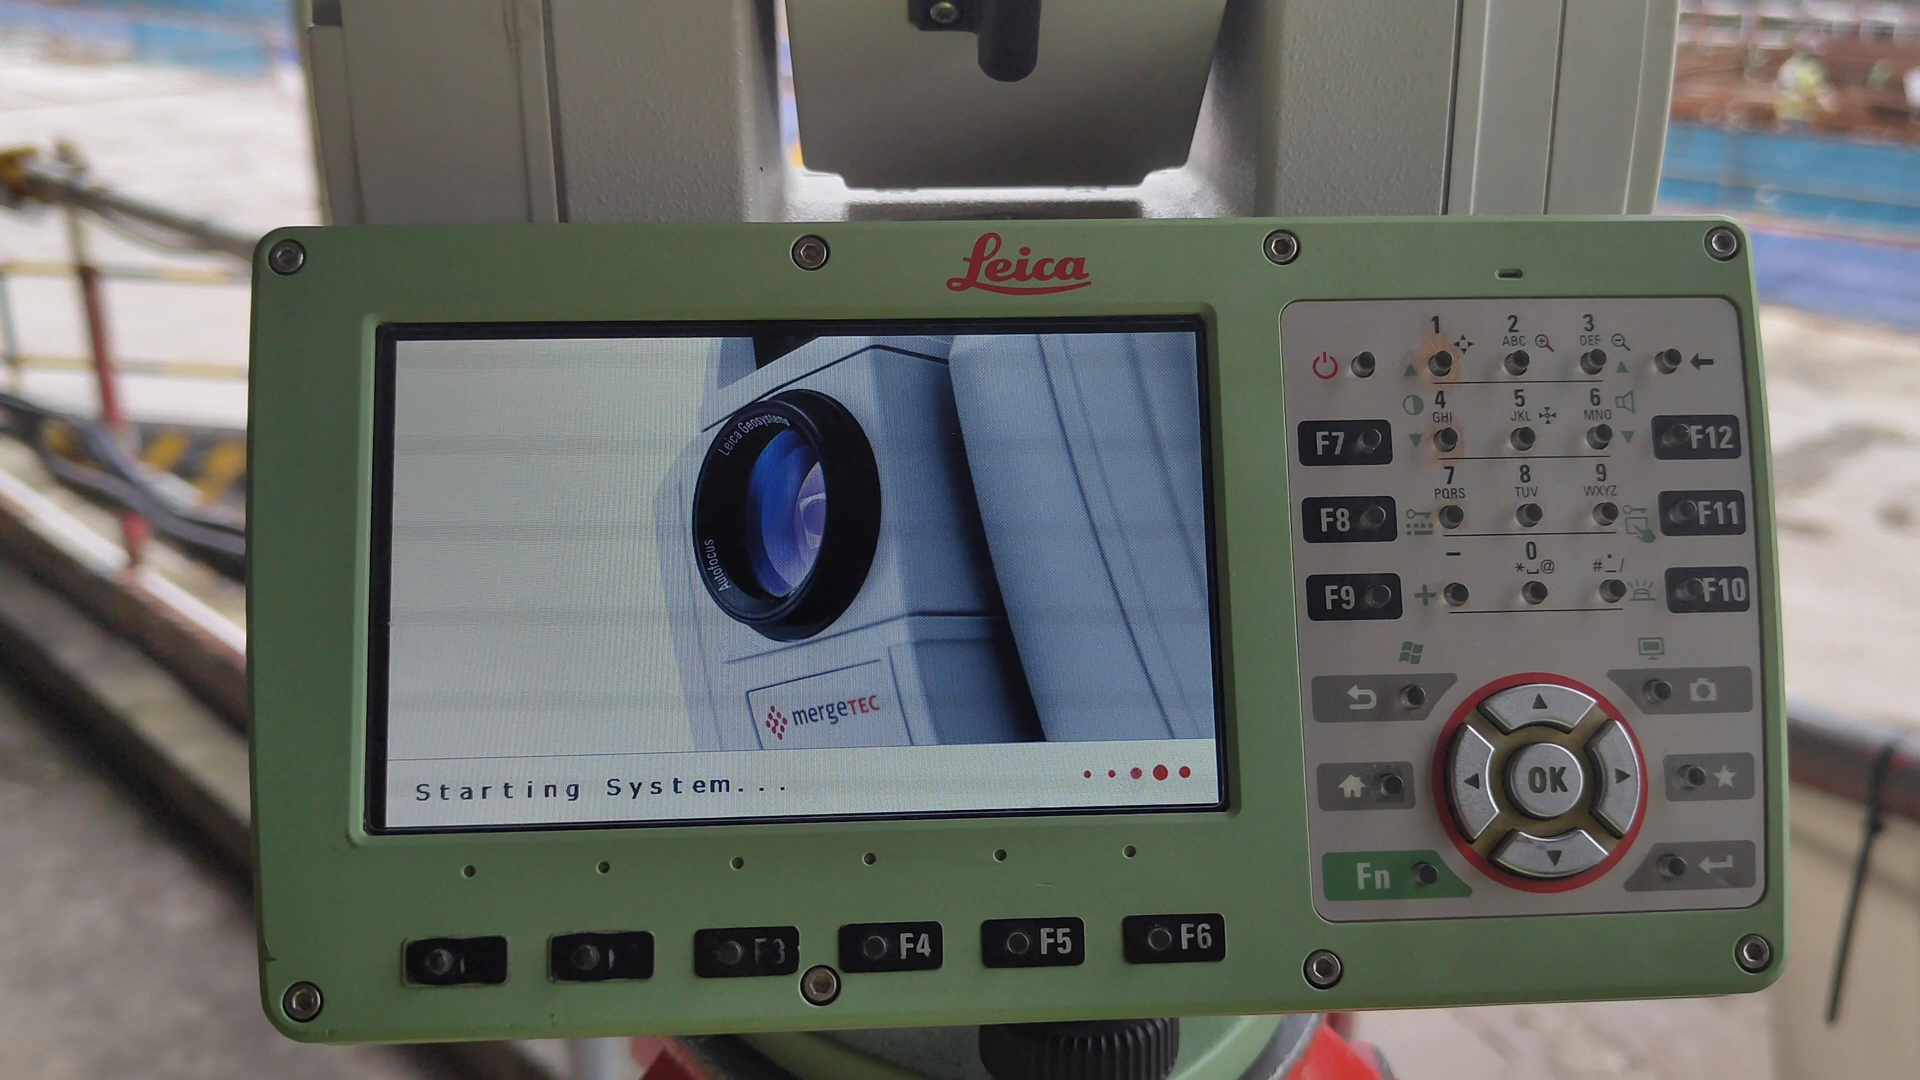 Leica
Leica Geosystems
Autofocus
mergeTEC
Starting System...
1
2
ABC
3
DEF
4
GHI
5
JKL
6
MNO
7
PQRS
8
TUV
9
WXYZ
-
0
*⎵@
.
#_/
F7
F12
F8
F11
F9
+
F10
OK
Fn
F3
F4
F5
F6